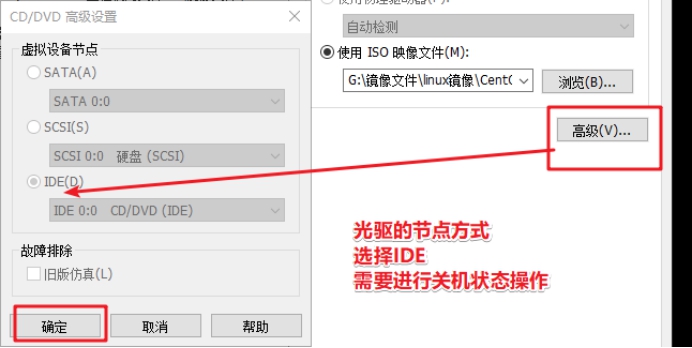 CD/DVD 高级设置
虚拟设备节点
SATA(A)
SATA 0:0
SCSI(S)
SCSI 0:0 硬盘 (SCSI)
IDE(D)
IDE 0:0 CD/DVD (IDE)
故障排除
旧版仿真(L)
确定
取消
帮助
自动检测
使用 ISO 映像文件(M):
G:\镜像文件\linux镜像\Cent
浏览(B)...
高级(V)...
光驱的节点方式
选择IDE
需要进行关机状态操作